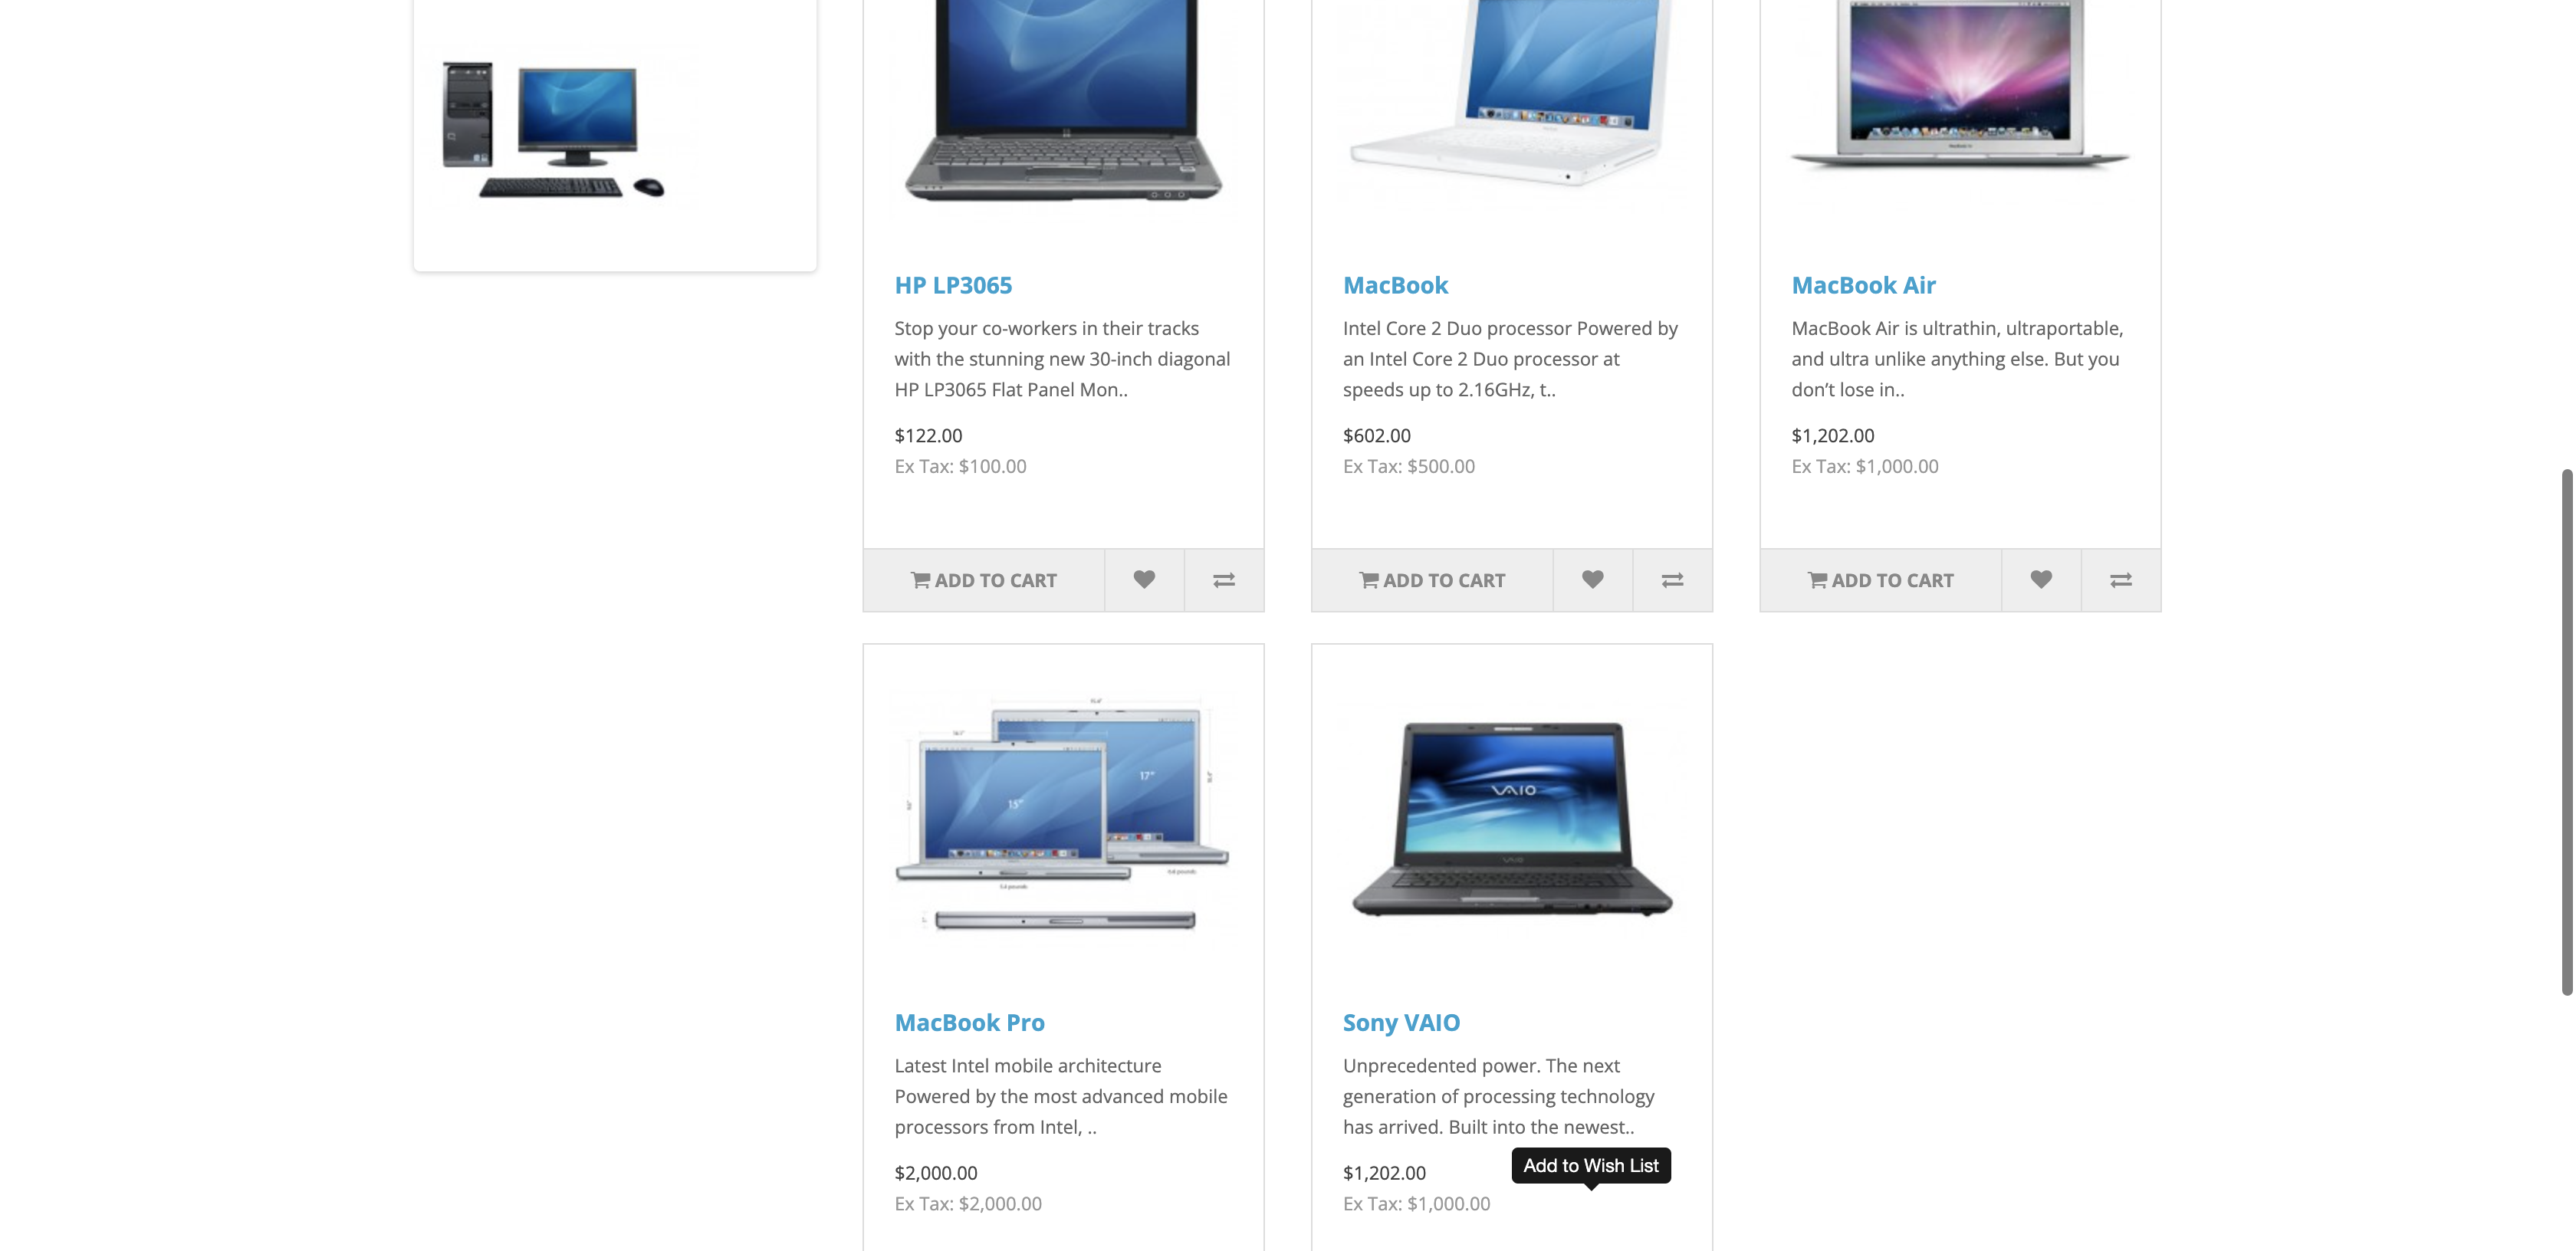 HP LP3065
Stop your co-workers in their tracks
with the stunning new 30-inch diagonal
HP LP3065 Flat Panel Mon..
$122.00
Ex Tax: $100.00
ADD TO CART
MacBook
Intel Core 2 Duo processor Powered by
an Intel Core 2 Duo processor at
speeds up to 2.16GHz, t..
$602.00
Ex Tax: $500.00
ADD TO CART
MacBook Air
MacBook Air is ultrathin, ultraportable,
and ultra unlike anything else. But you
don’t lose in..
$1,202.00
Ex Tax: $1,000.00
ADD TO CART
17"
15"
MacBook Pro
Latest Intel mobile architecture
Powered by the most advanced mobile
processors from Intel, ..
$2,000.00
Ex Tax: $2,000.00
VAIO
VAIO
Sony VAIO
Unprecedented power. The next
generation of processing technology
has arrived. Built into the newest..
Add to Wish List
$1,202.00
Ex Tax: $1,000.00